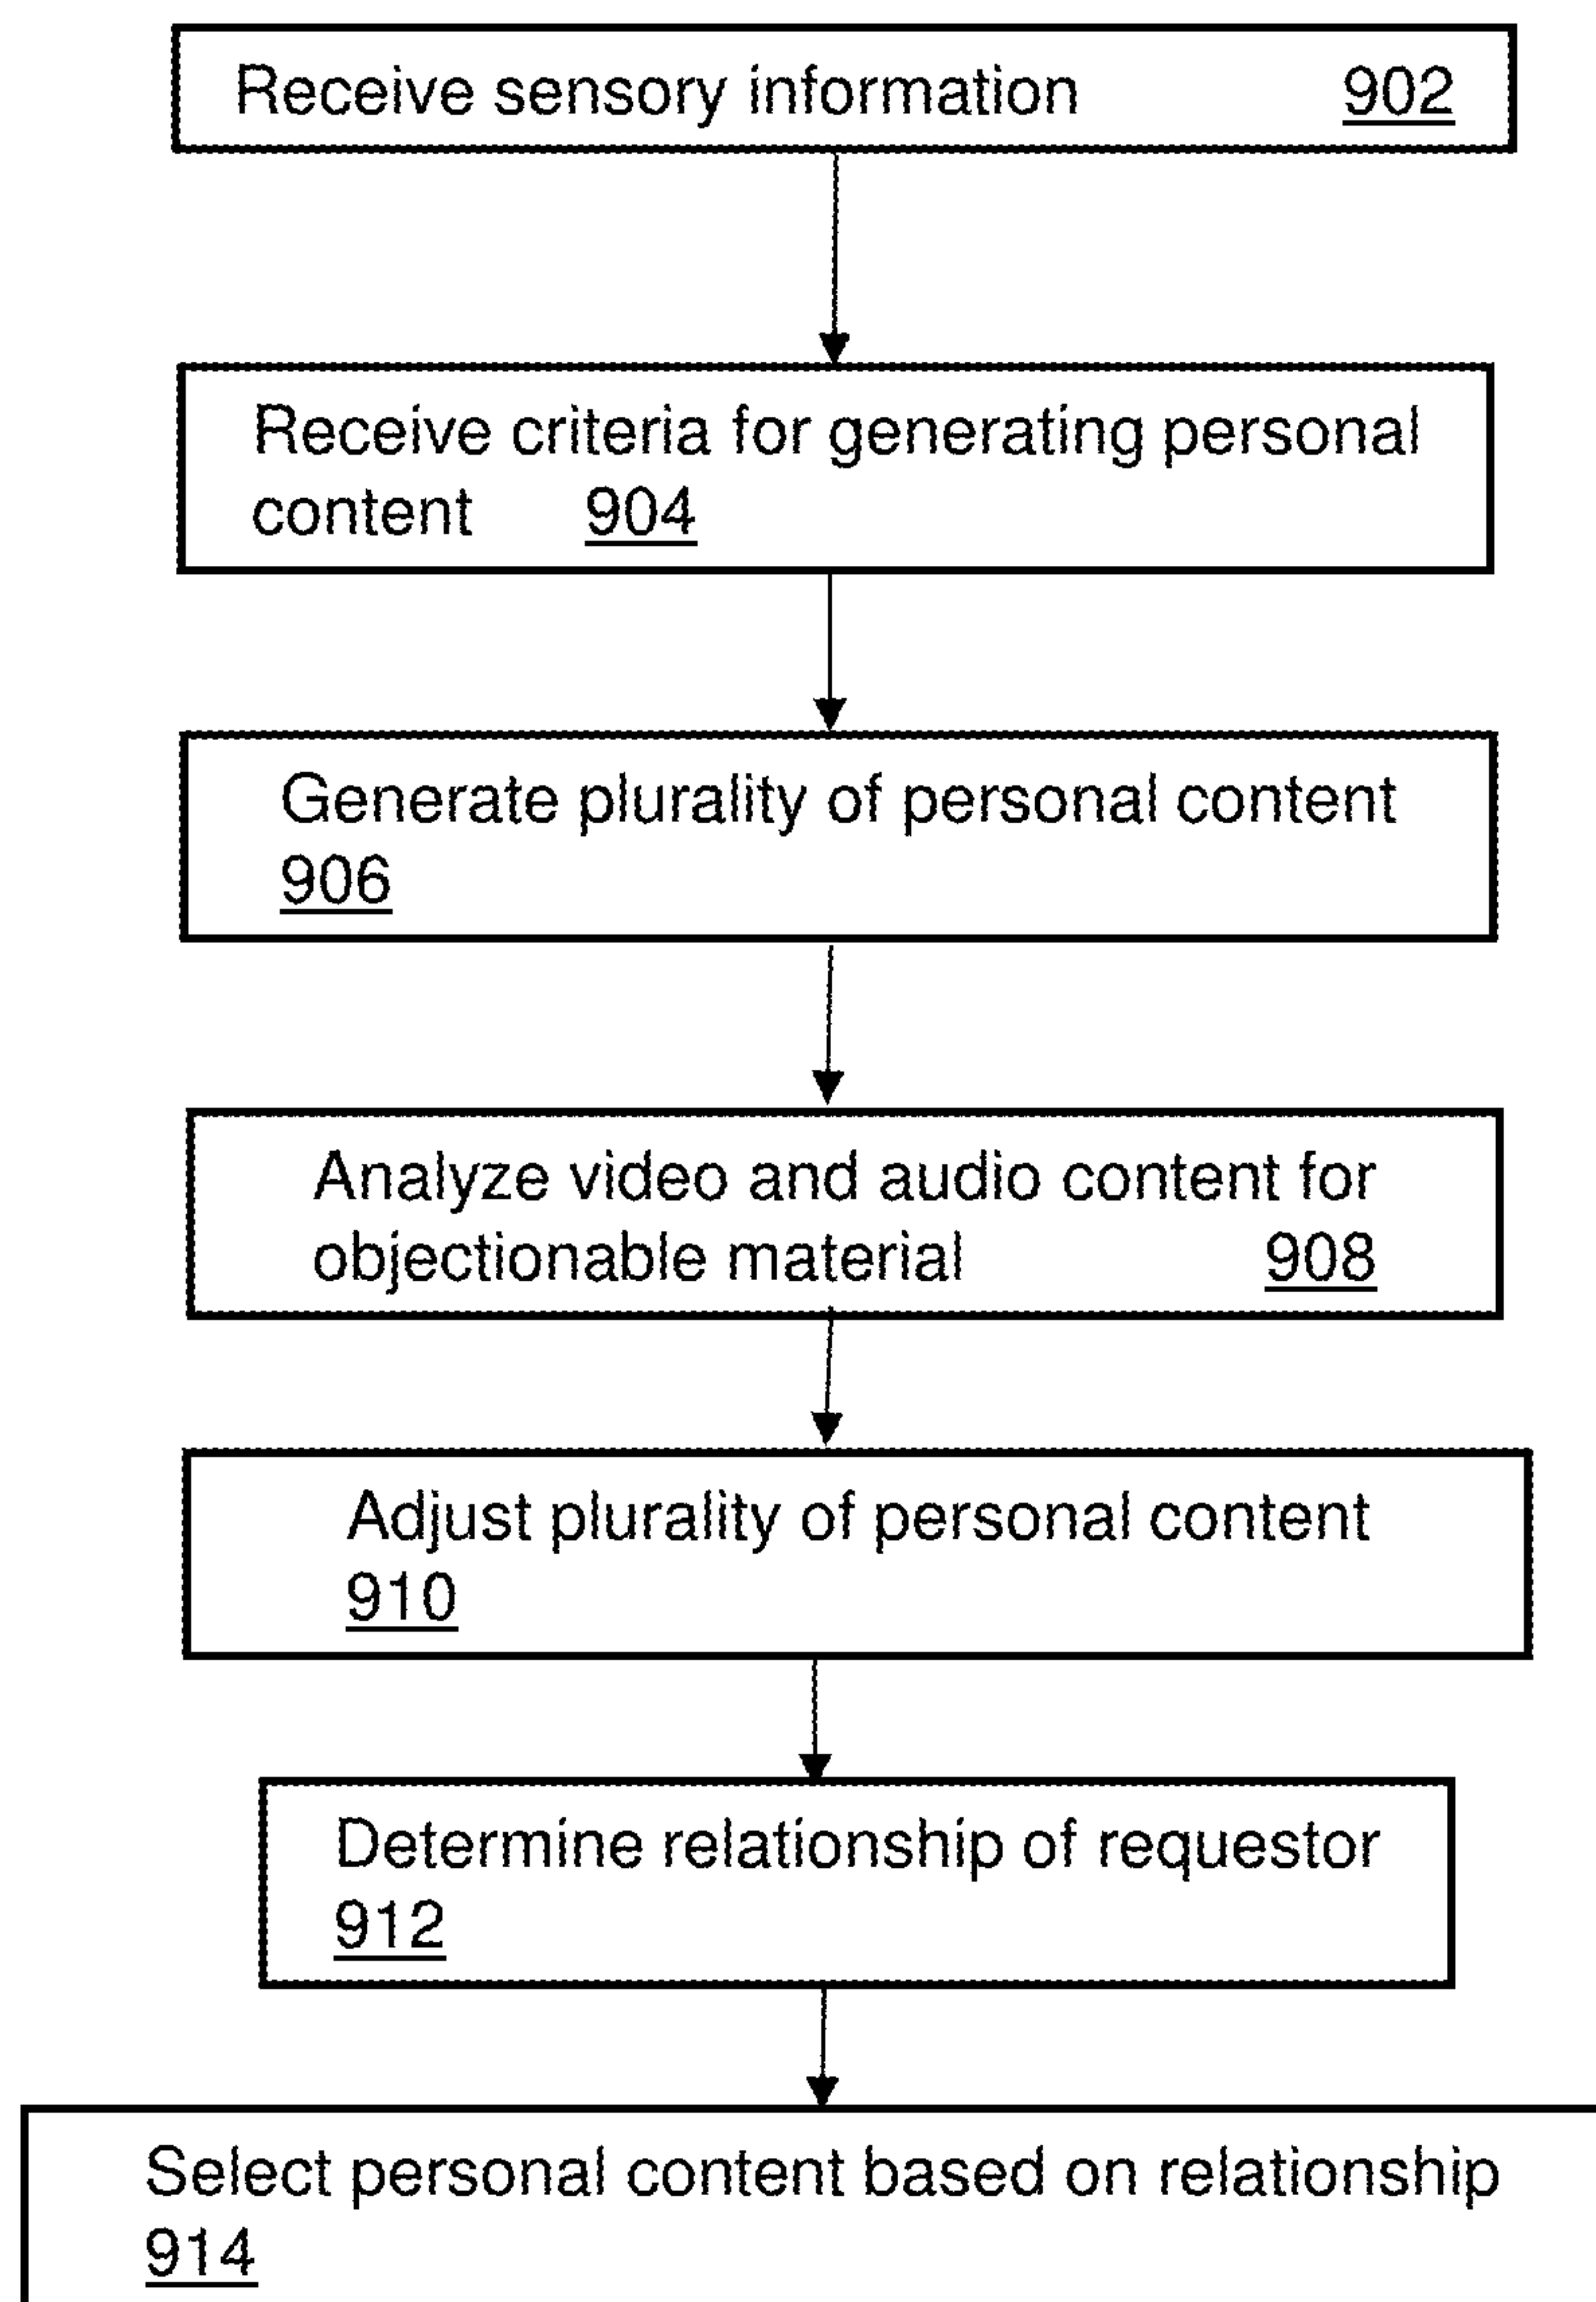 Receive sensory information 902
Receive criteria for generating personal
content 904
Generate plurality of personal content
906
Analyze video and audio content for
objectionable material 908
Adjust plurality of personal content
910
Determine relationship of requestor
912
Select personal content based on relationship
914